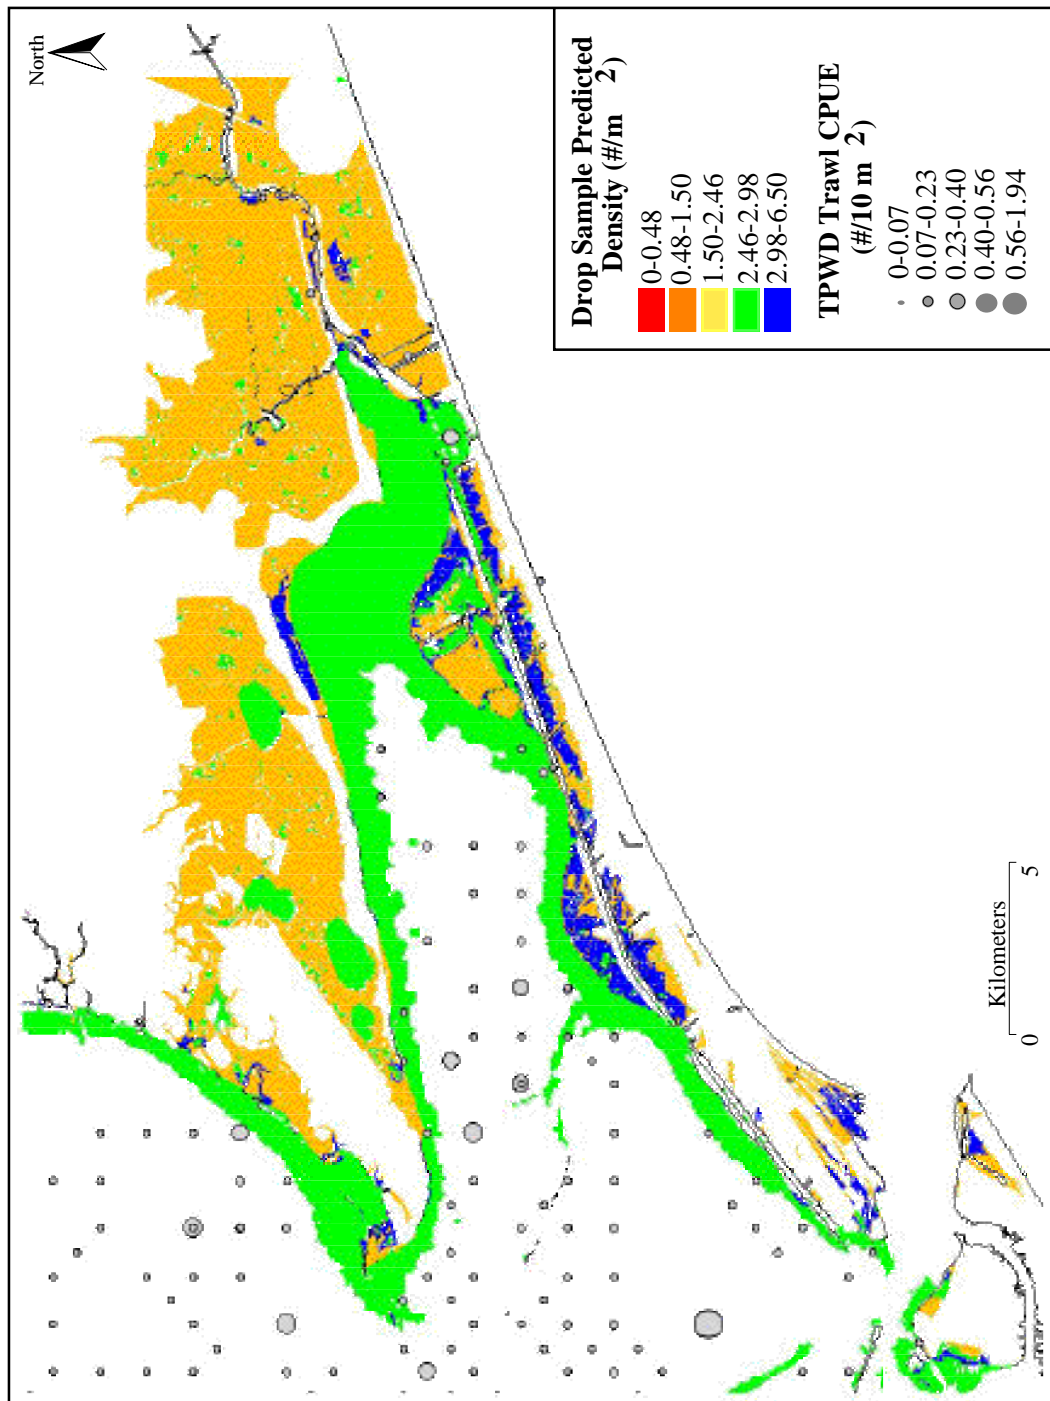 North
Drop Sample Predicted
Density (#/m 2)
0-0.48
0.48-1.50
1.50-2.46
2.46-2.98
2.98-6.50
TPWD Trawl CPUE
(#/10 m 2)
0-0.07
0.07-0.23
0.23-0.40
0.40-0.56
0.56-1.94
Kilometers
0 5